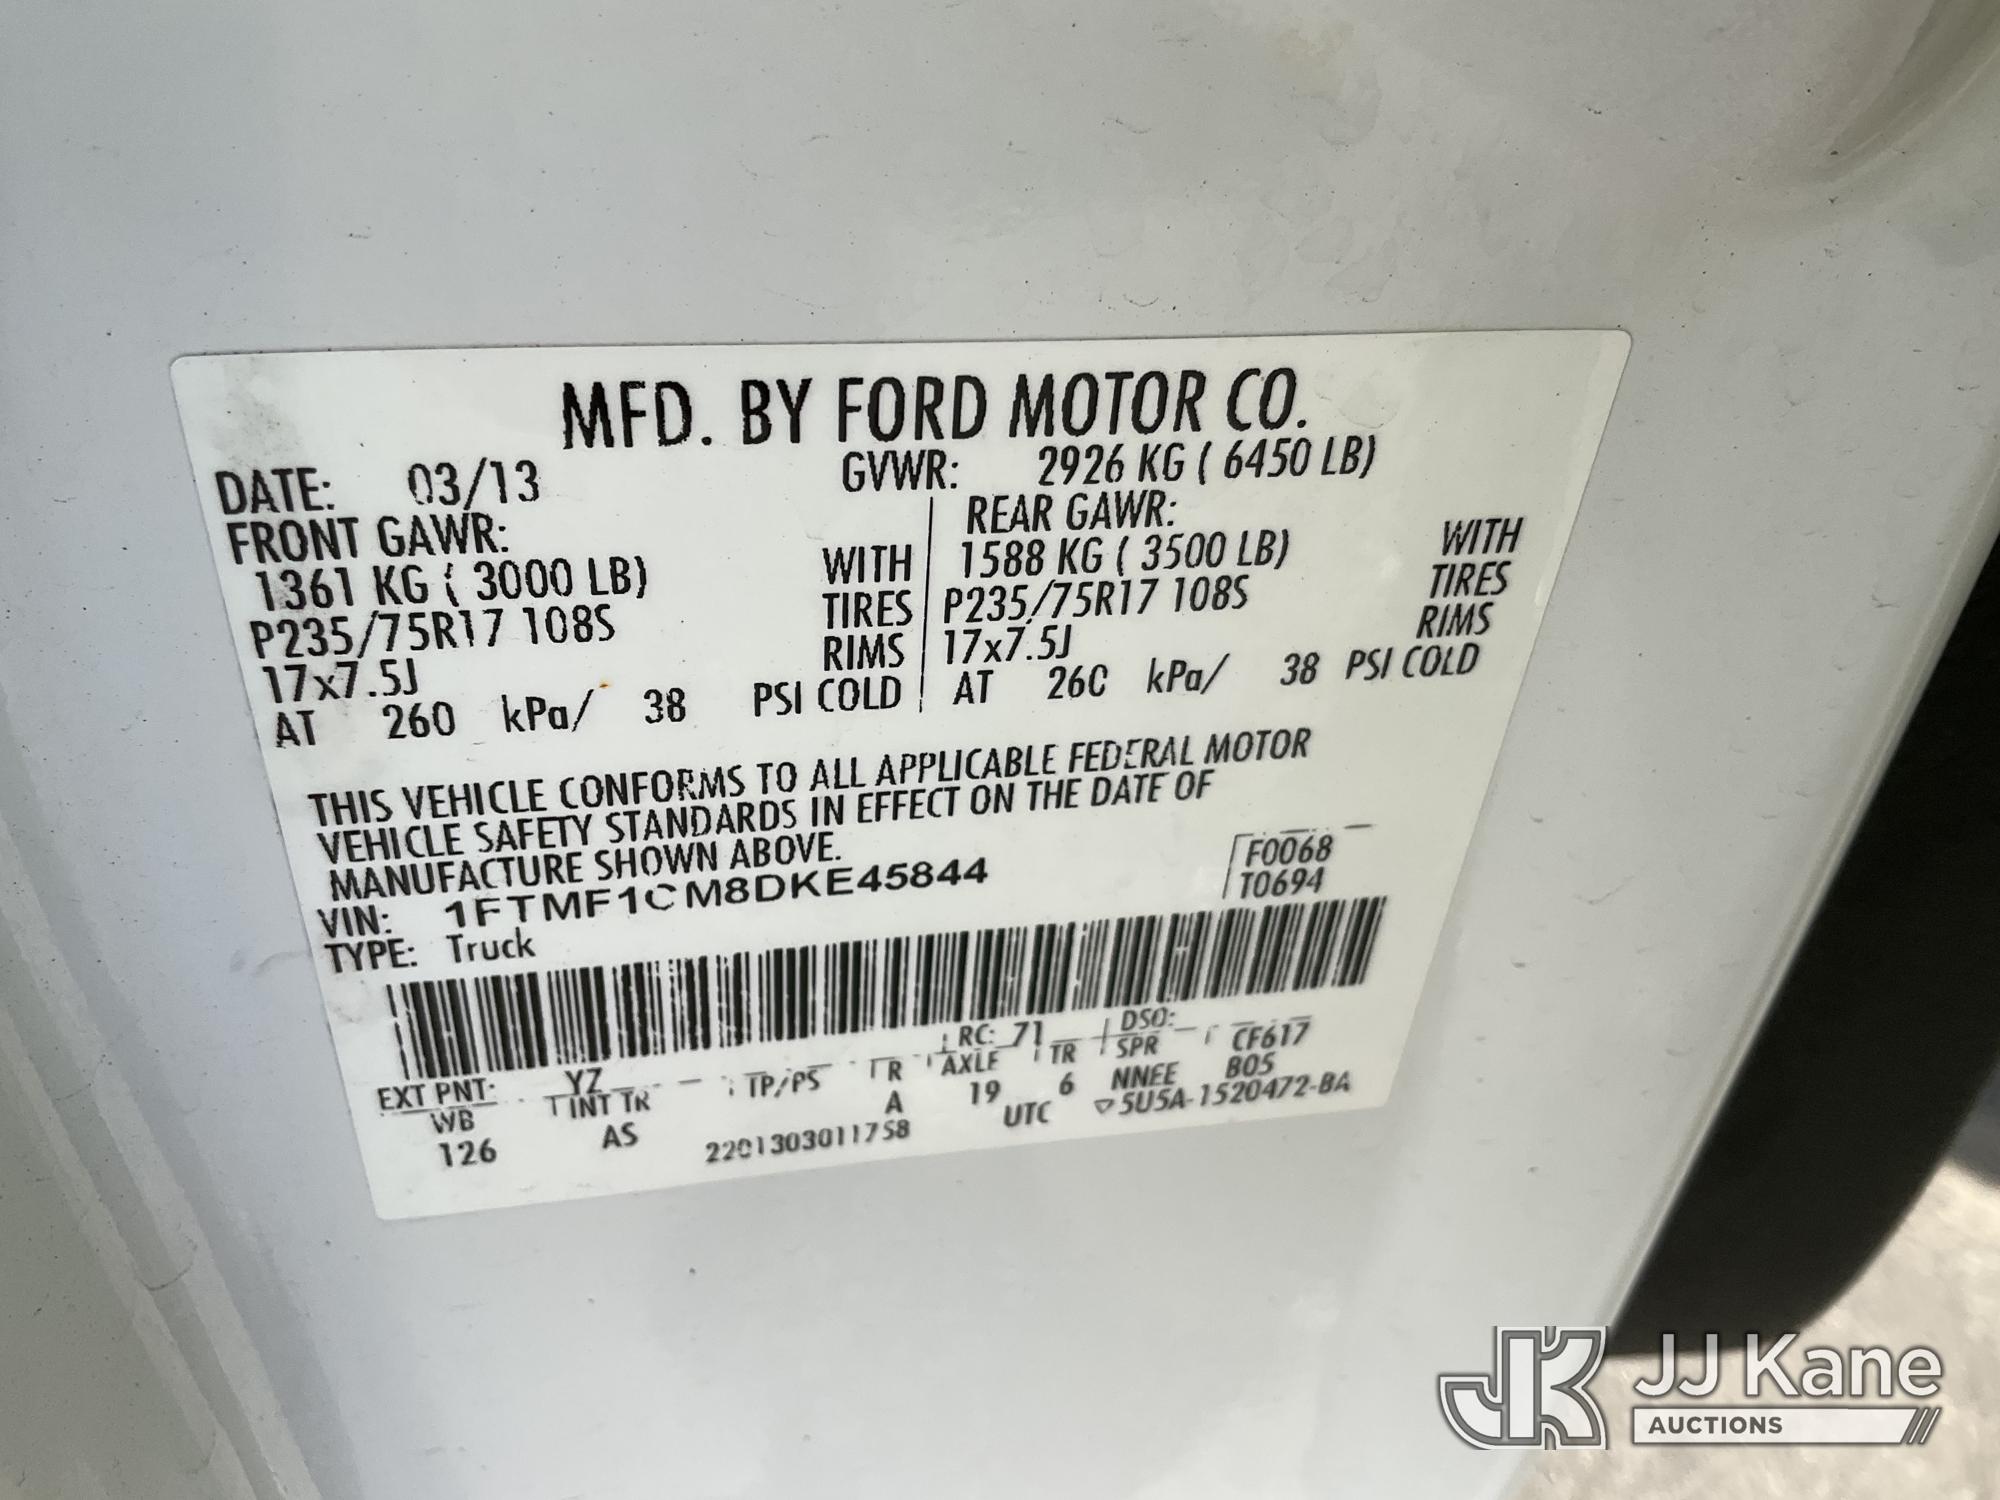 MFD. BY FORD MOTOR CO.
DATE: 03/13 GVWR: 2926 KG ( 6450 LB)
FRONT GAWR: REAR GAWR:
1361 KG ( 3000 LB) WITH 1588 KG ( 3500 LB) WITH
P235/75R17 108S TIRES P235/75R17 108S TIRES
17x7.5J RIMS 17x7.5J RIMS
AT 260 kPa/ 38 PSI COLD AT 260 kPa/ 38 PSI COLD
THIS VEHICLE CONFORMS TO ALL APPLICABLE FEDERAL MOTOR
VEHICLE SAFETY STANDARDS IN EFFECT ON THE DATE OF
MANUFACTURE SHOWN ABOVE.
VIN: 1FTMF1CM8DKE45844 F0068
TYPE: Truck T0694
EXT PNT: YZ RC: 71 DSO: CF617
WB INT TR TP/PS R AXLE TR SPR B05
126 AS A 19 6 NNEE
2201303011758 UTC ▽5U5A-1520472-BA
JK JJ Kane
AUCTIONS